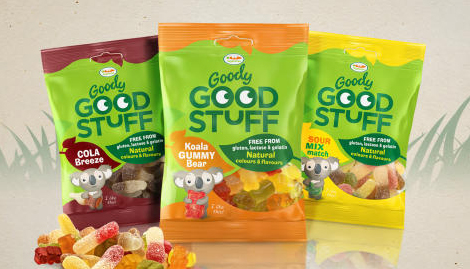 Goody
GOOD
STUFF
FREE FROM
gluten, lactose & gelatin
Natural
colours & flavours
COLA
Breeze
Goody
GOOD
STUFF
FREE FROM
gluten, lactose & gelatin
Natural
colours & flavours
Koala
GUMMY
Bear
Goody
GOOD
STUFF
FREE FROM
gluten, lactose & gelatin
Natural
colours & flavours
SOUR
MIX
match